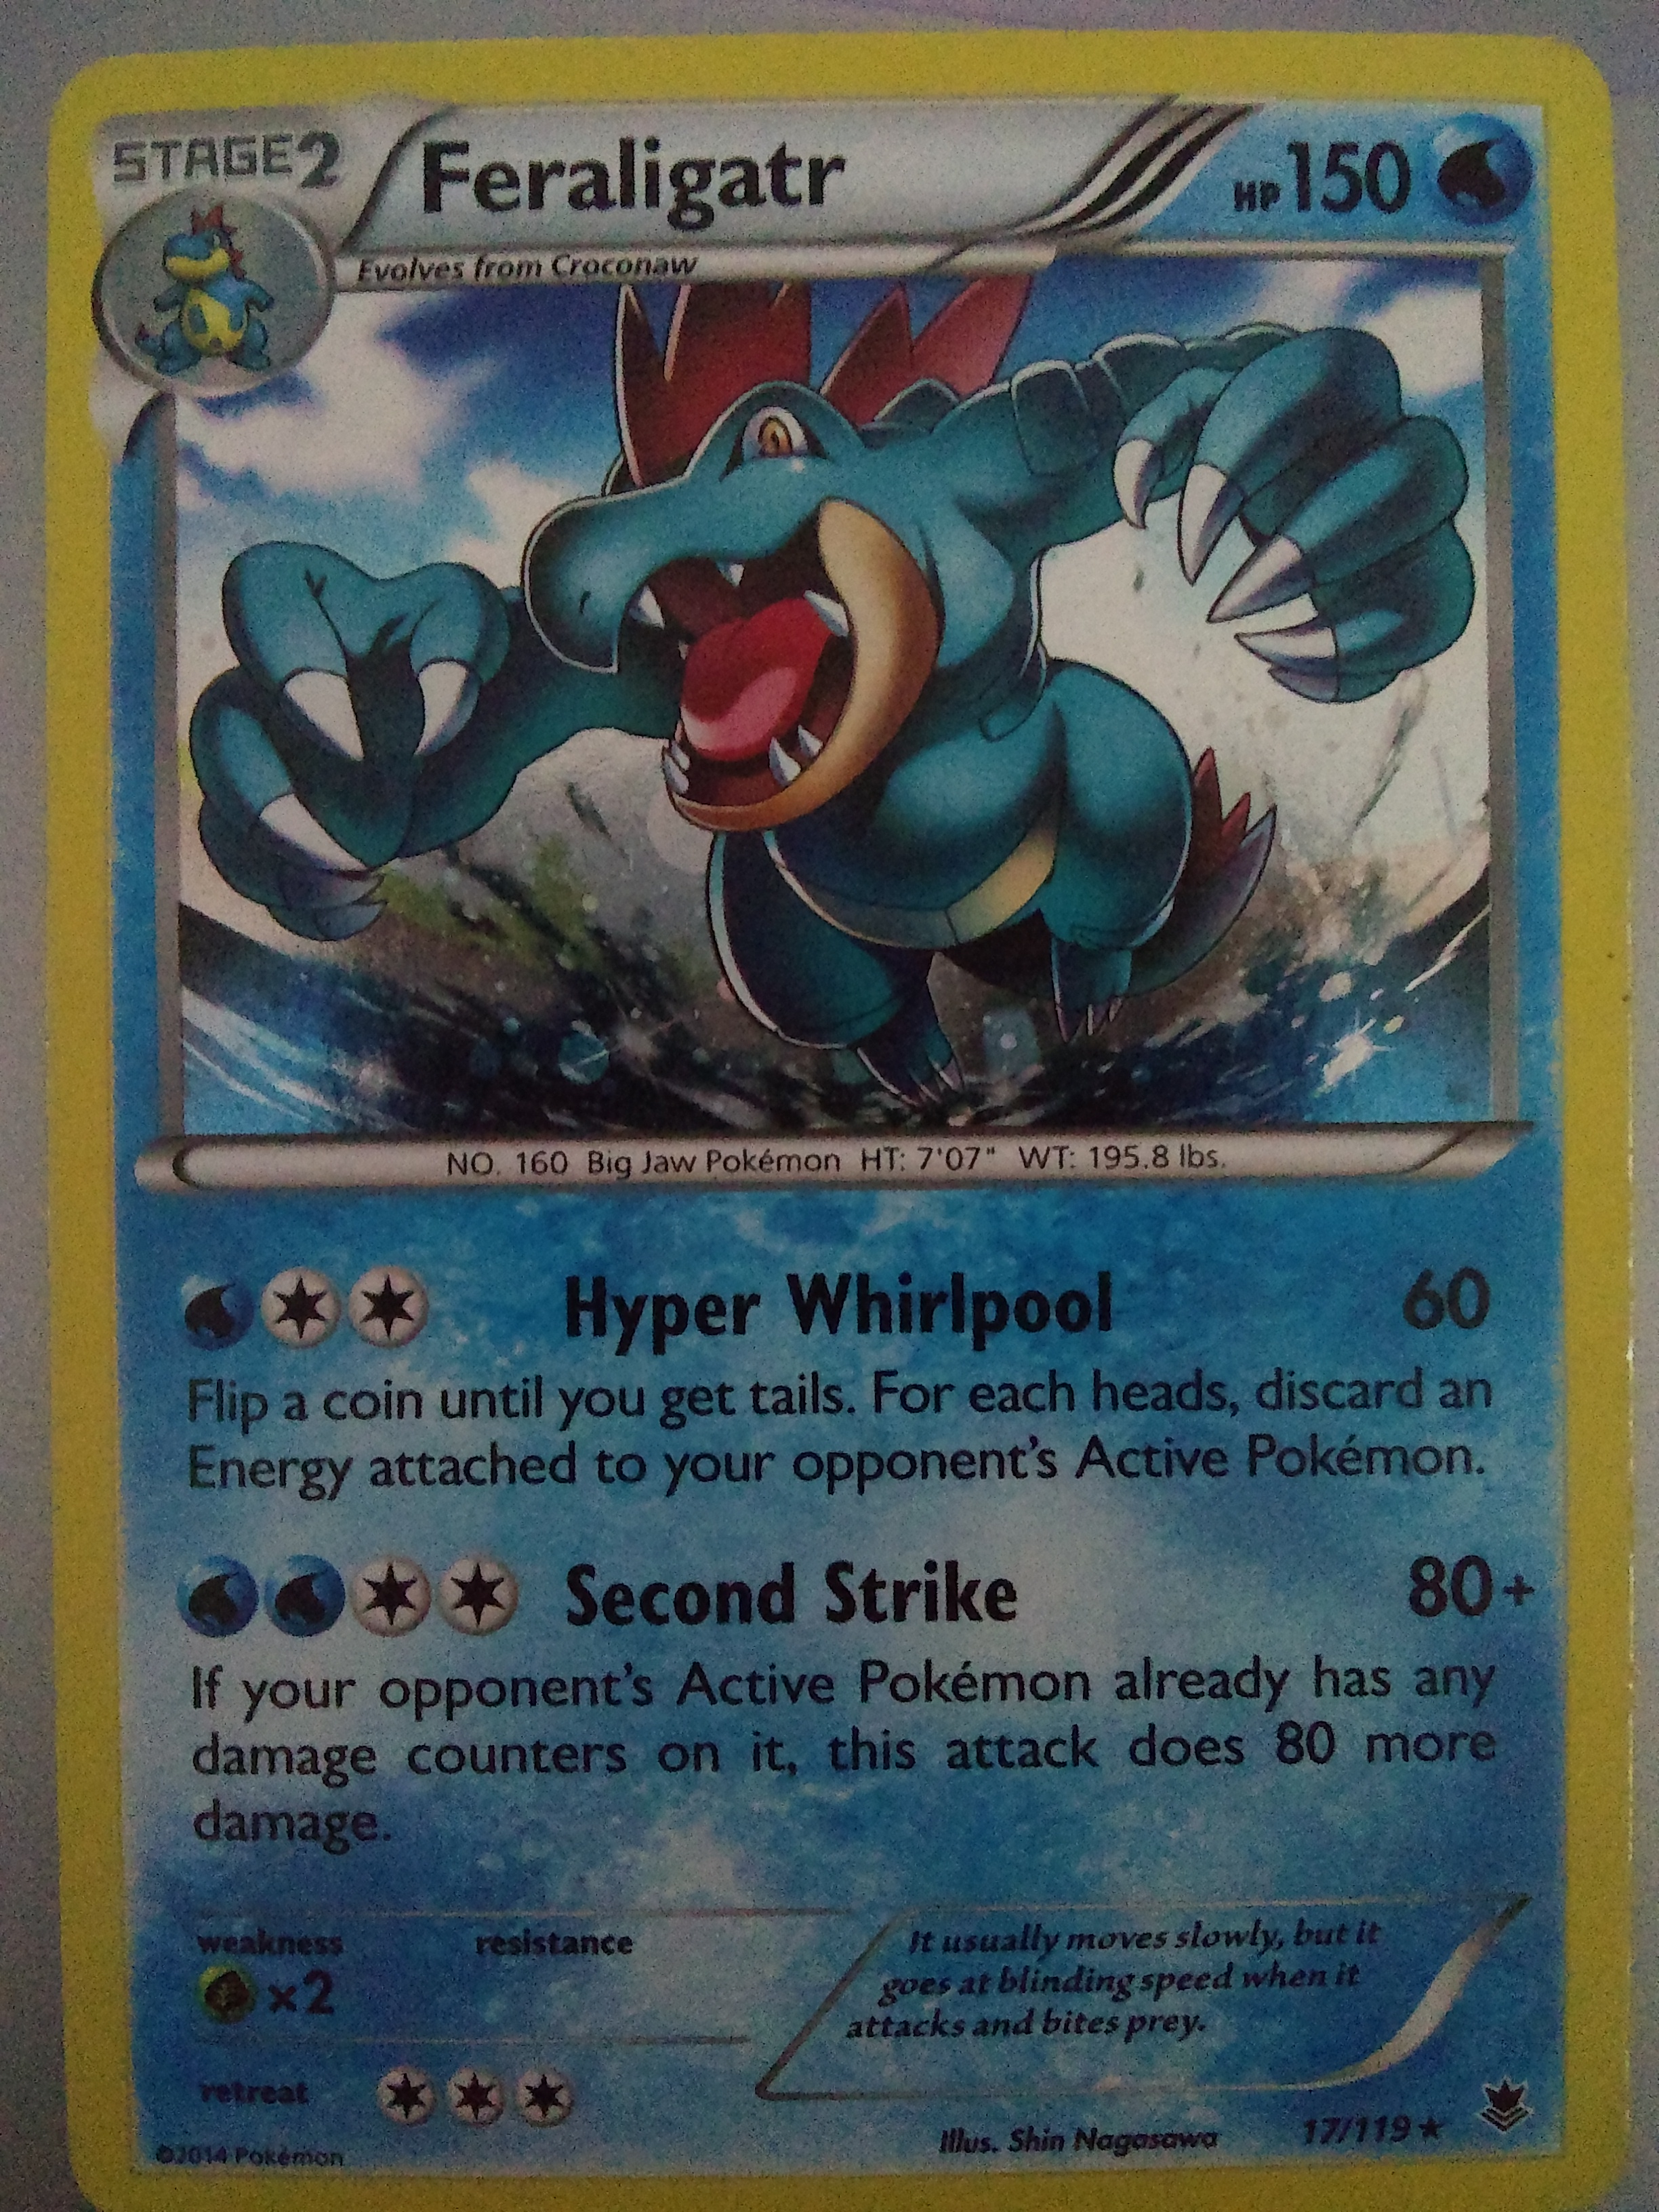 STAGE2
Feraligatr
HP 150
Evolves from Croconaw
NO. 160 Big Jaw Pokémon HT: 7'07" WT: 195.8 lbs.
Hyper Whirlpool 60
Flip a coin until you get tails. For each heads, discard an
Energy attached to your opponent's Active Pokémon.
Second Strike 80+
If your opponent's Active Pokémon already has any
damage counters on it, this attack does 80 more
damage.
weakness resistance
×2
It usually moves slowly, but it
goes at blinding speed when it
attacks and bites prey.
retreat
Illus. Shin Nagasawa 17/119 ★
©2014 Pokémon